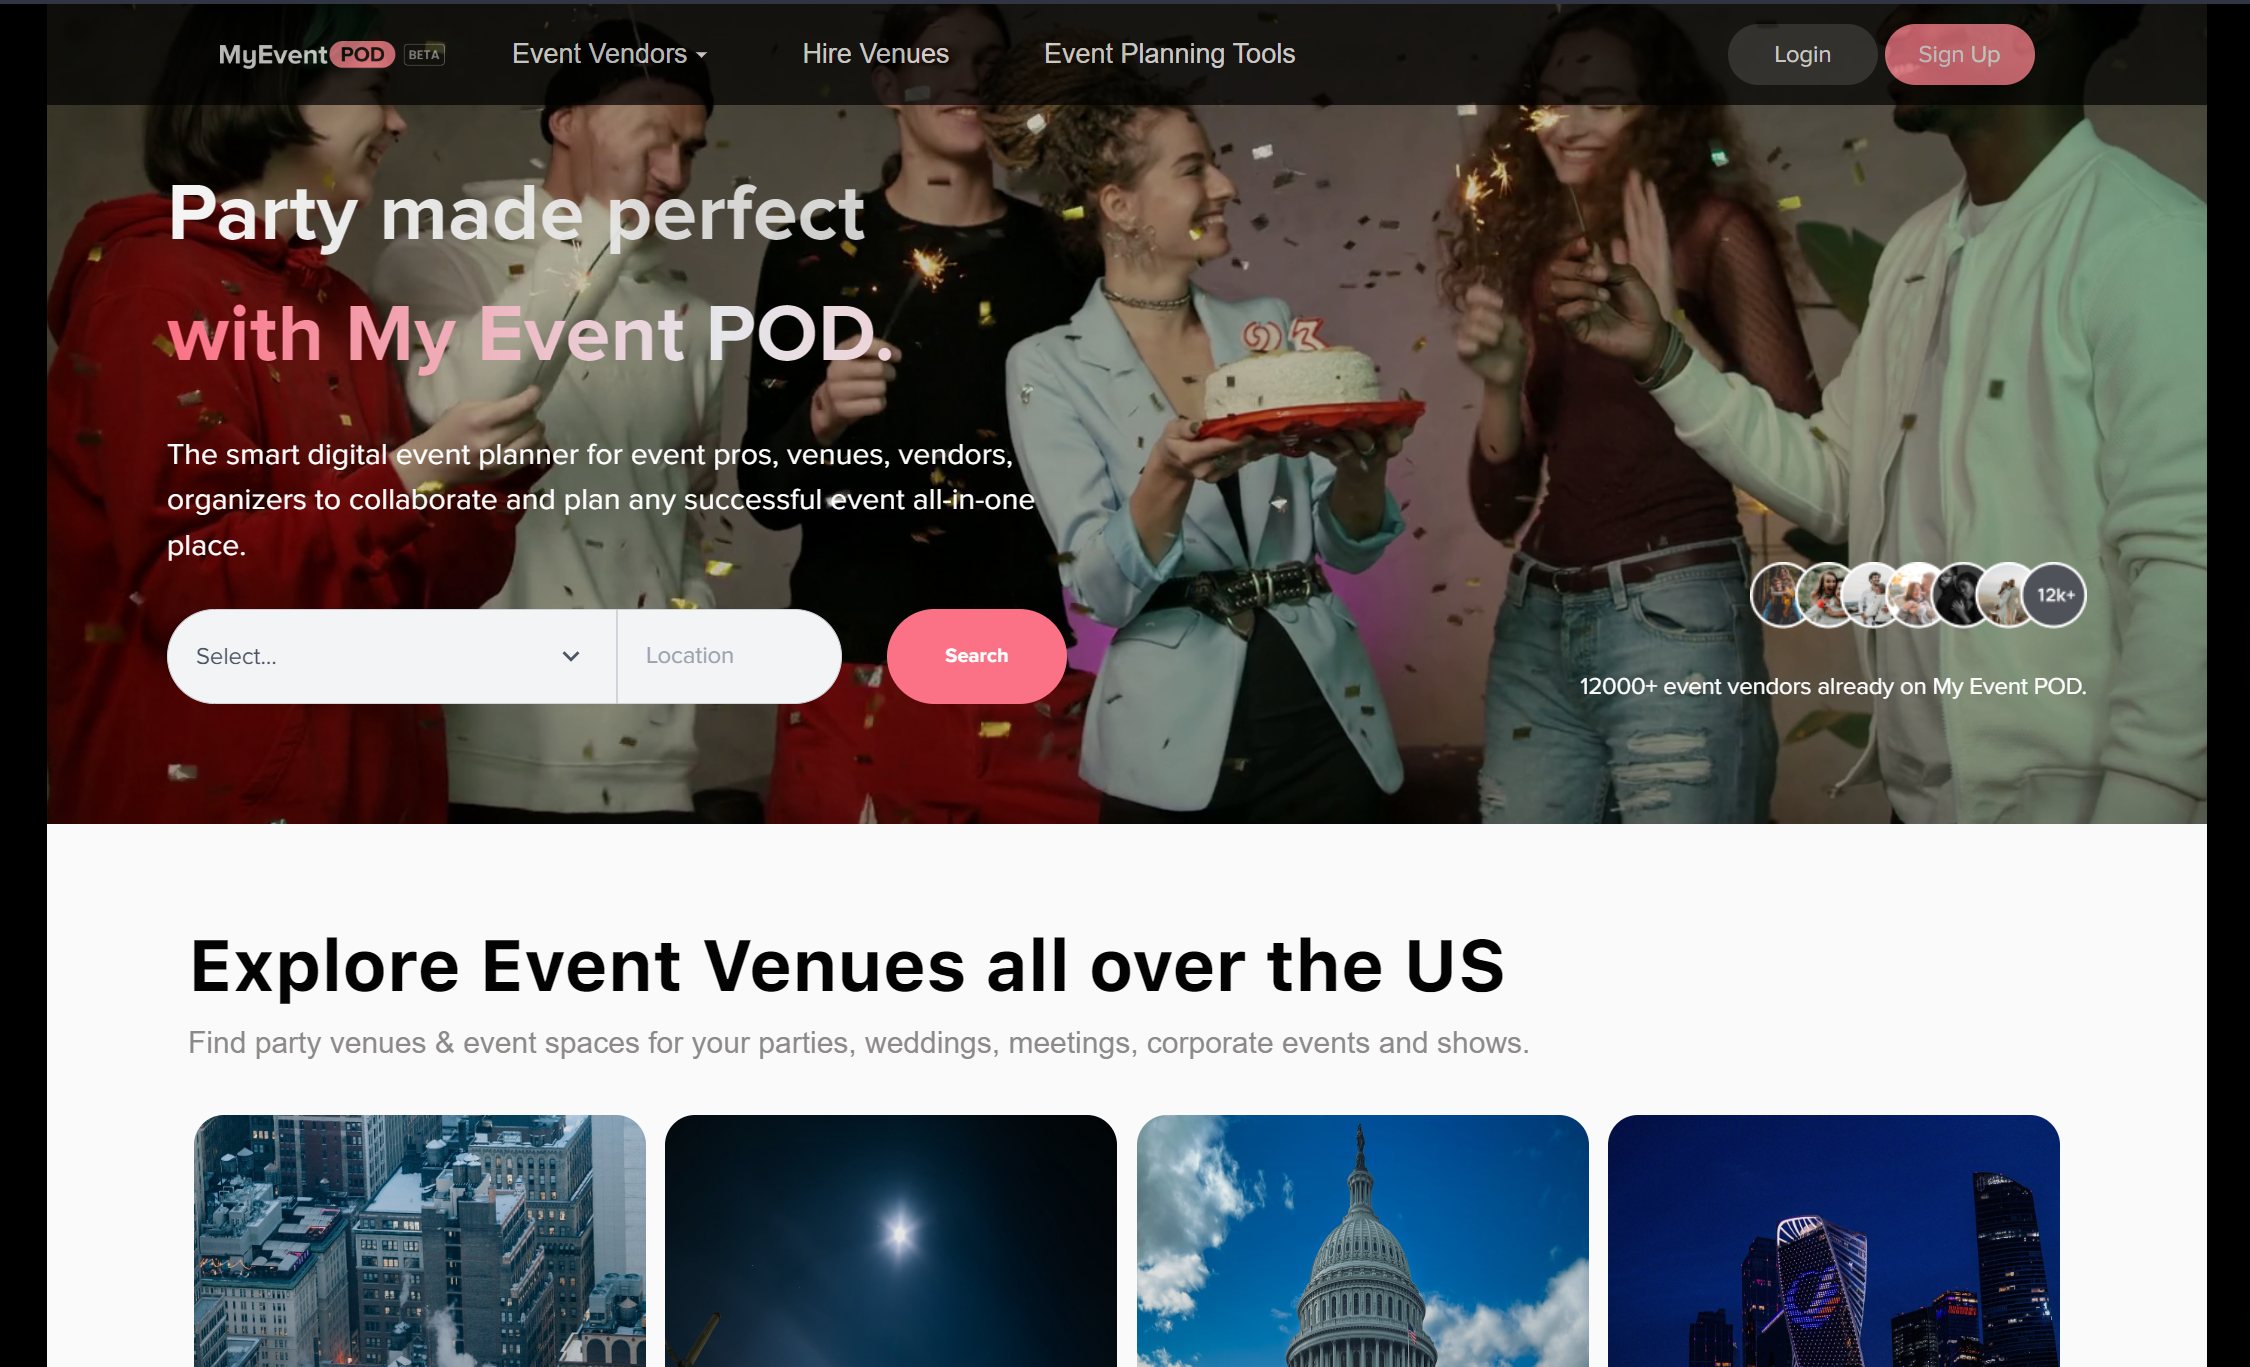 MyEvent POD BETA
Event Vendors
Hire Venues
Event Planning Tools
Login
Sign Up
Party made perfect
with My Event POD.
The smart digital event planner for event pros, venues, vendors,
organizers to collaborate and plan any successful event all-in-one
place.
Select...
Location
Search
12k+
12000+ event vendors already on My Event POD.
Explore Event Venues all over the US
Find party venues & event spaces for your parties, weddings, meetings, corporate events and shows.